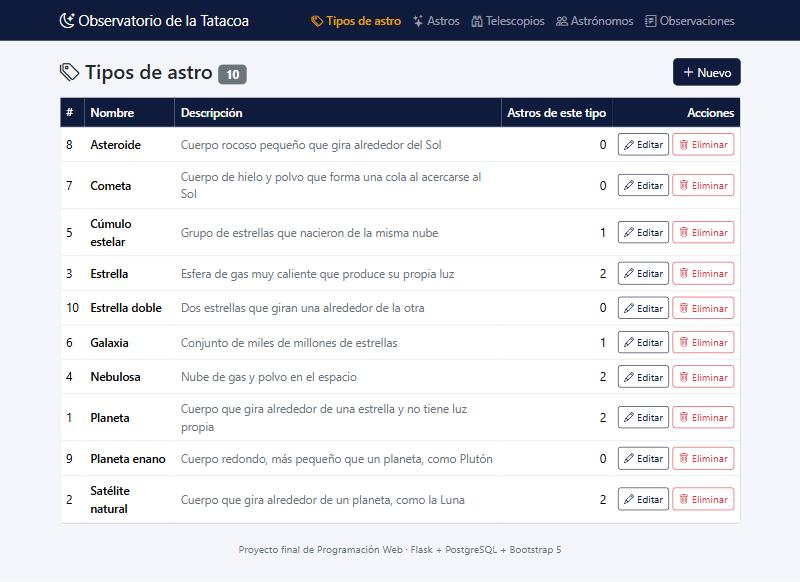 Observatorio de la Tatacoa Tipos de astro Astros Telescopios Astrónomos Observaciones
Tipos de astro 10 + Nuevo
# Nombre Descripción Astros de este tipo Acciones
8 Asteroide Cuerpo rocoso pequeño que gira alrededor del Sol 0 Editar Eliminar
7 Cometa Cuerpo de hielo y polvo que forma una cola al acercarse al
Sol 0 Editar Eliminar
5 Cúmulo
estelar Grupo de estrellas que nacieron de la misma nube 1 Editar Eliminar
3 Estrella Esfera de gas muy caliente que produce su propia luz 2 Editar Eliminar
10 Estrella doble Dos estrellas que giran una alrededor de la otra 0 Editar Eliminar
6 Galaxia Conjunto de miles de millones de estrellas 1 Editar Eliminar
4 Nebulosa Nube de gas y polvo en el espacio 2 Editar Eliminar
1 Planeta Cuerpo que gira alrededor de una estrella y no tiene luz
propia 2 Editar Eliminar
9 Planeta enano Cuerpo redondo, más pequeño que un planeta, como Plutón 0 Editar Eliminar
2 Satélite
natural Cuerpo que gira alrededor de un planeta, como la Luna 2 Editar Eliminar
Proyecto final de Programación Web · Flask + PostgreSQL + Bootstrap 5